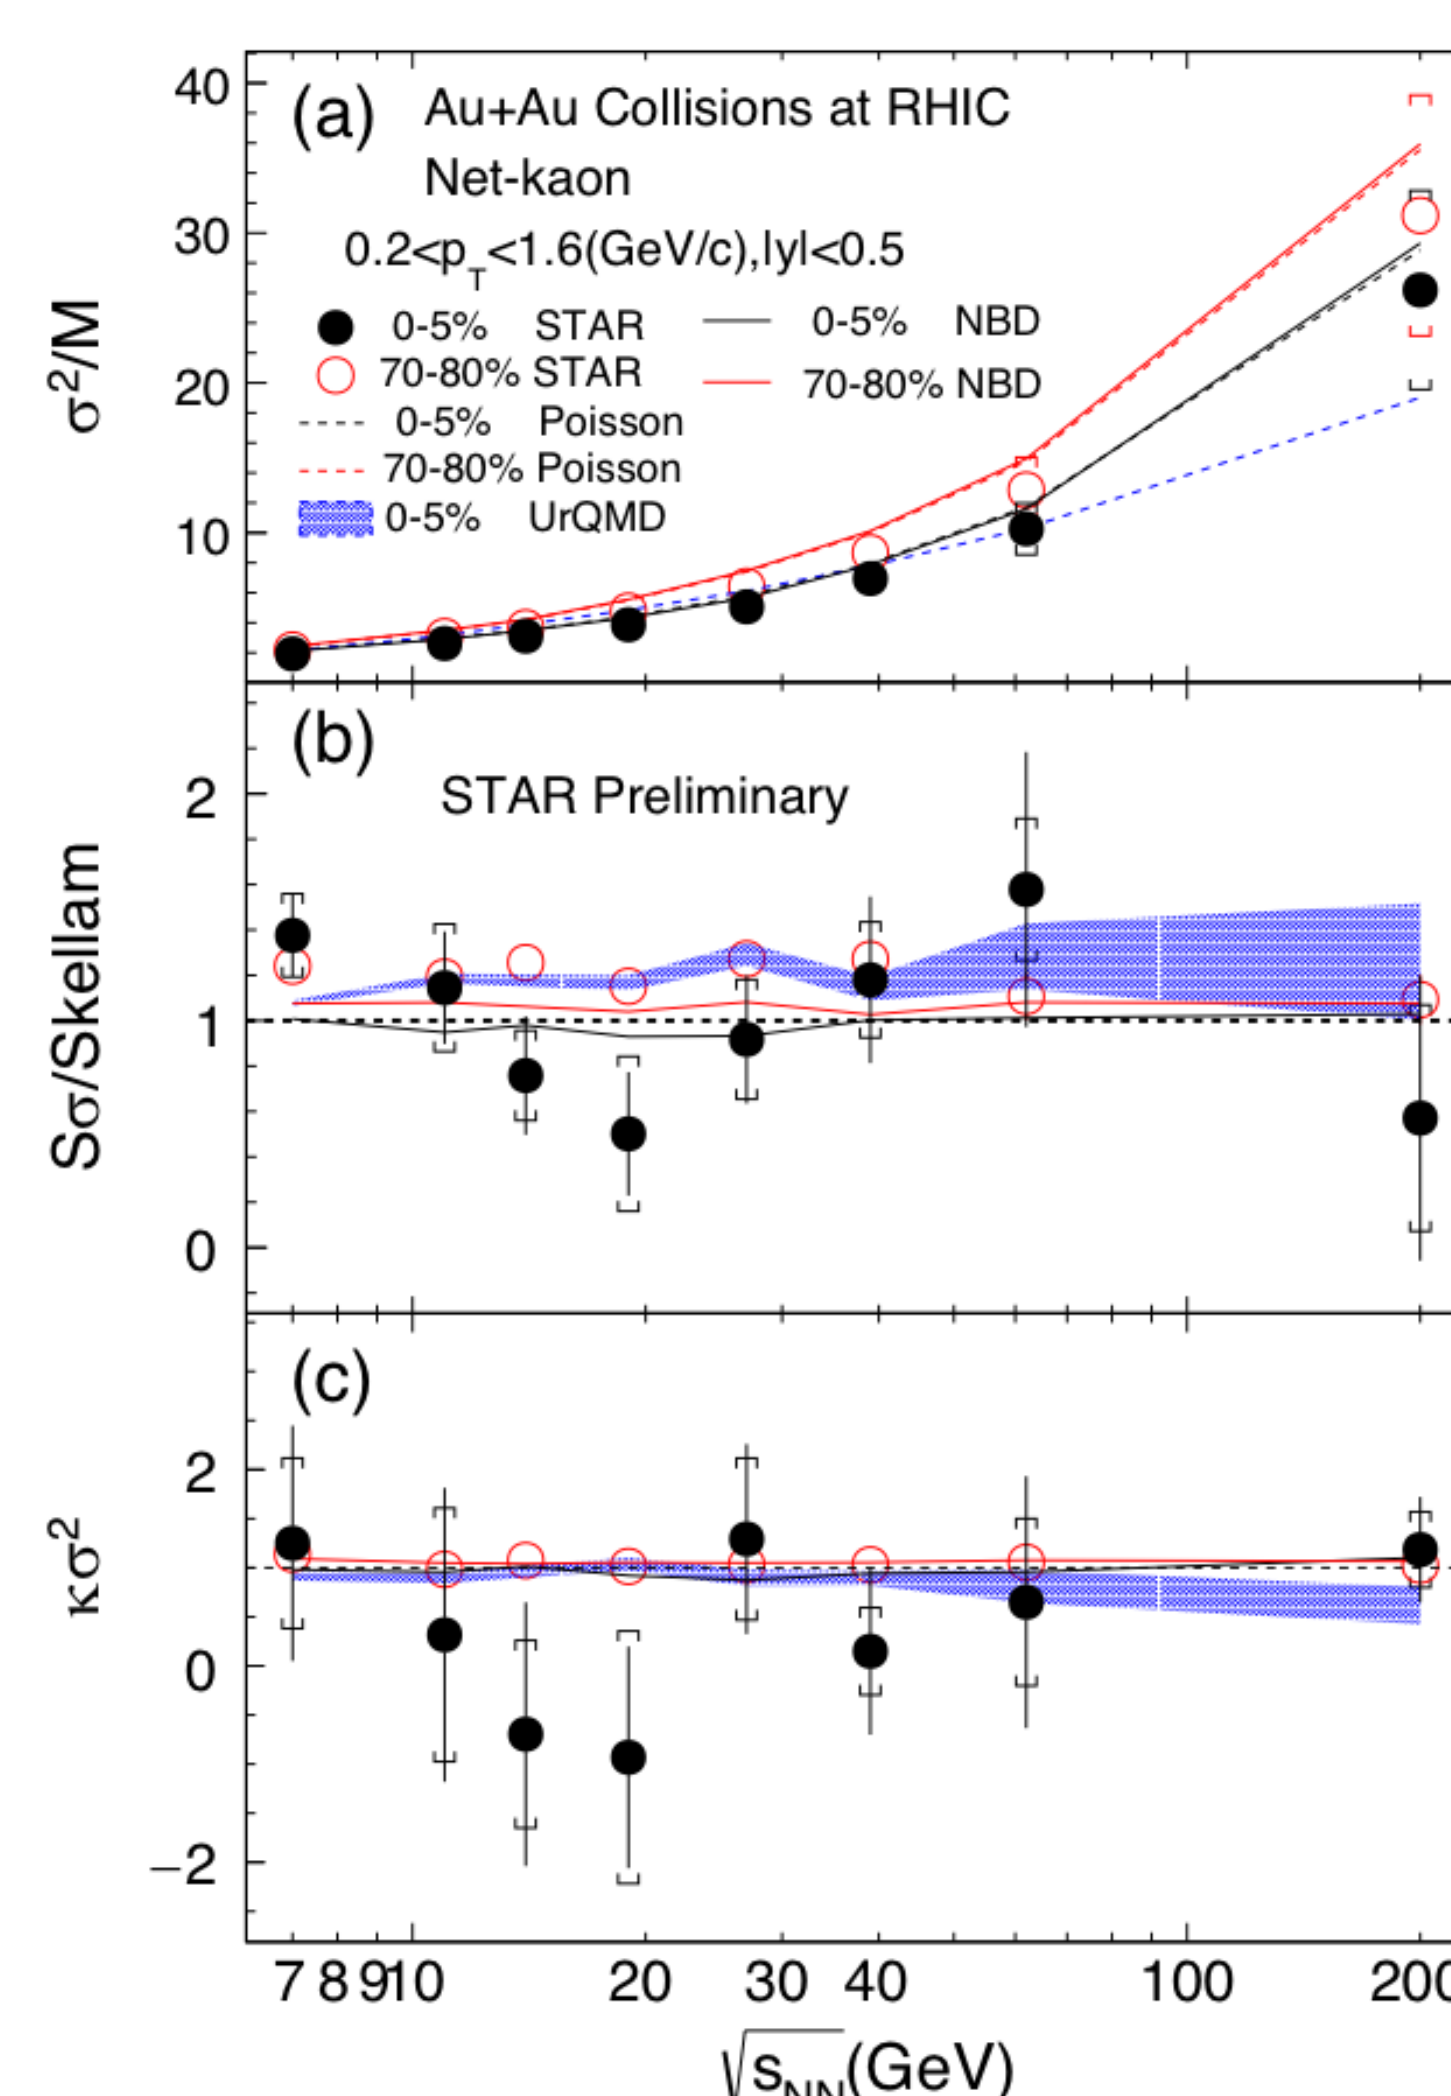 40
30
20
10
σ²/M
(a) Au+Au Collisions at RHIC
Net-kaon
0.2<p_T<1.6(GeV/c),|y|<0.5
0-5% STAR
0-5% NBD
70-80% STAR
70-80% NBD
0-5% Poisson
70-80% Poisson
0-5% UrQMD
(b)
STAR Preliminary
2
1
0
Sσ/Skellam
(c)
2
0
−2
κσ²
7 8 9 10 20 30 40 100 200
√s_NN (GeV)